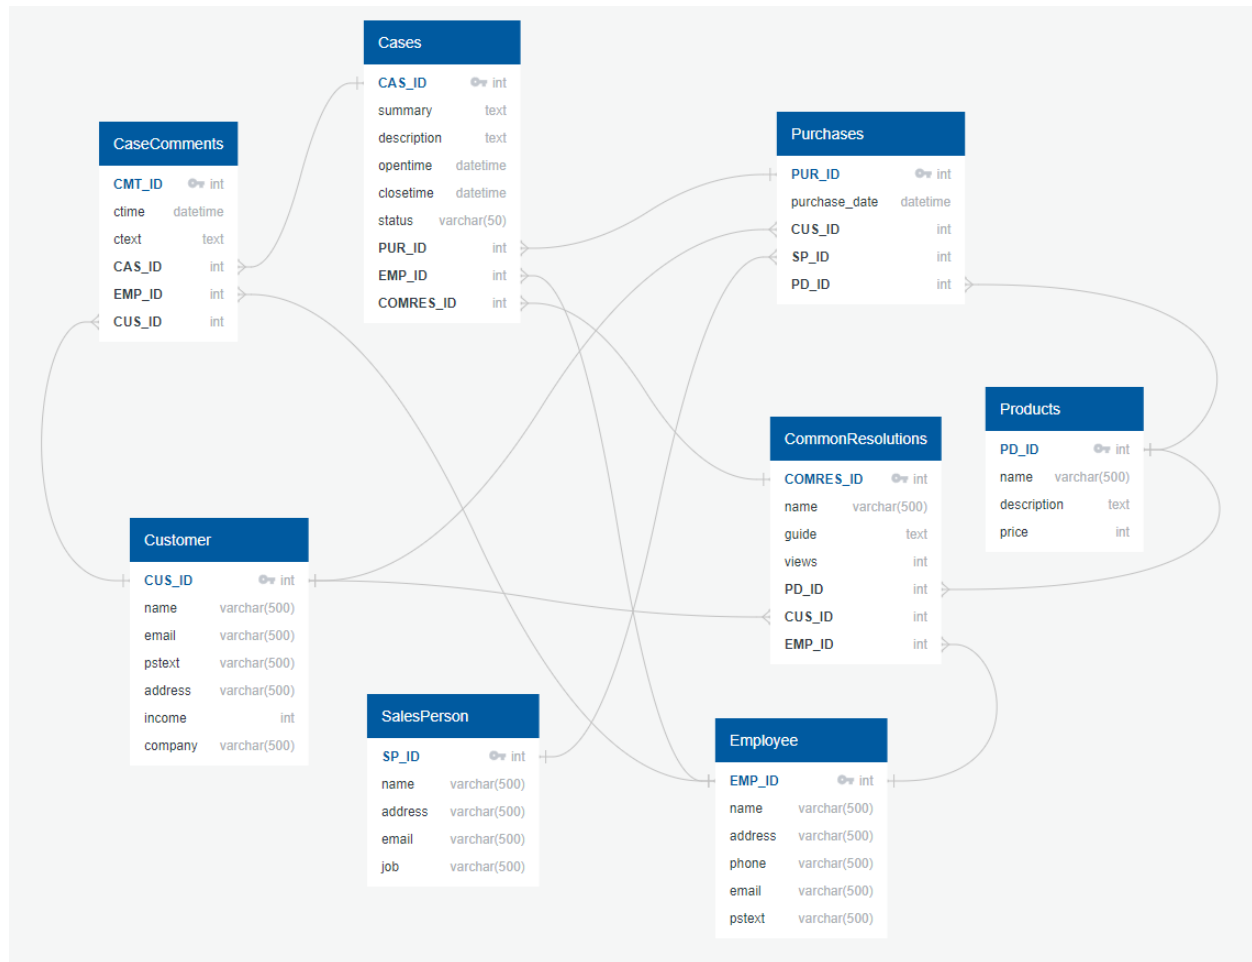 Cases
CAS_ID int
summary text
description text
opentime datetime
closetime datetime
status varchar(50)
PUR_ID int
EMP_ID int
COMRES_ID int
CaseComments
CMT_ID int
ctime datetime
ctext text
CAS_ID int
EMP_ID int
CUS_ID int
Purchases
PUR_ID int
purchase_date datetime
CUS_ID int
SP_ID int
PD_ID int
Products
PD_ID int
name varchar(500)
description text
price int
CommonResolutions
COMRES_ID int
name varchar(500)
guide text
views int
PD_ID int
CUS_ID int
EMP_ID int
Customer
CUS_ID int
name varchar(500)
email varchar(500)
pstext varchar(500)
address varchar(500)
income int
company varchar(500)
SalesPerson
SP_ID int
name varchar(500)
address varchar(500)
email varchar(500)
job varchar(500)
Employee
EMP_ID int
name varchar(500)
address varchar(500)
phone varchar(500)
email varchar(500)
pstext varchar(500)